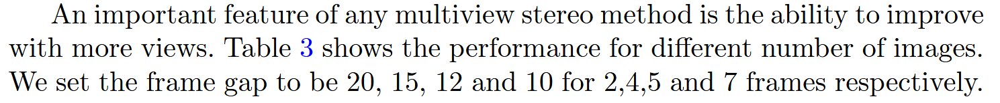 An important feature of any multiview stereo method is the ability to improve
with more views. Table 3 shows the performance for different number of images.
We set the frame gap to be 20, 15, 12 and 10 for 2,4,5 and 7 frames respectively.